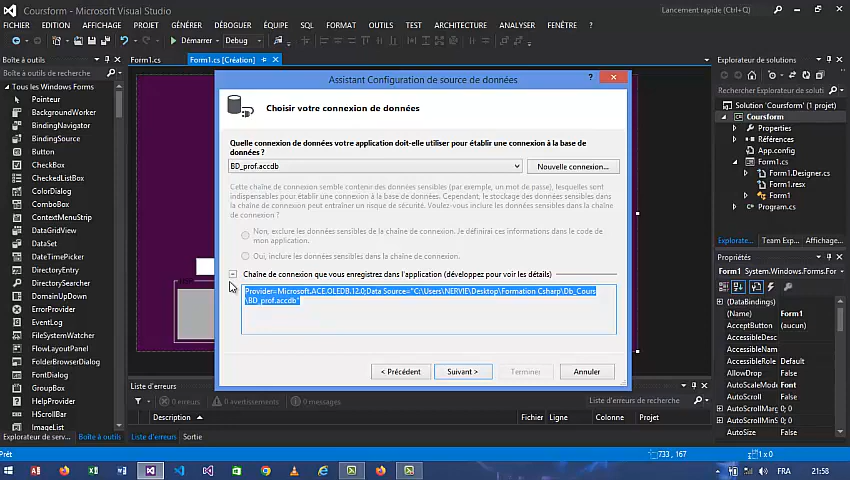 Coursform - Microsoft Visual Studio
Lancement rapide (Ctrl+Q)
FICHIER EDITION AFFICHAGE PROJET GÉNÉRER DÉBOGUER ÉQUIPE SQL FORMAT OUTILS TEST ARCHITECTURE ANALYSER FENÊTRE ?
Démarrer Debug
Boîte à outils
Form1.cs Form1.cs [Création]
Explorateur de solutions
Rechercher dans la boîte à outils
Tous les Windows Forms
Pointeur
BackgroundWorker
BindingNavigator
BindingSource
Button
CheckBox
CheckedListBox
ColorDialog
ComboBox
ContextMenuStrip
DataGridView
DataSet
DateTimePicker
DirectoryEntry
DirectorySearcher
DomainUpDown
ErrorProvider
EventLog
FileSystemWatcher
FlowLayoutPanel
FolderBrowserDialog
FontDialog
GroupBox
HelpProvider
HScrollBar
ImageList
Explorateur de serv... Boîte à outils
Assistant Configuration de source de données
Choisir votre connexion de données
Quelle connexion de données votre application doit-elle utiliser pour établir une connexion à la base de
données ?
BD_prof.accdb
Nouvelle connexion...
Cette chaîne de connexion semble contenir des données sensibles (par exemple, un mot de passe), lesquelles sont
indispensables pour établir une connexion à la base de données. Cependant, le stockage des données sensibles
dans la chaîne de connexion peut entraîner un risque de sécurité. Voulez-vous inclure les données sensibles dans la chaîne
de connexion ?
Non, exclure les données sensibles de la chaîne de connexion. Je définirai ces informations dans le code de
mon application.
Oui, inclure les données sensibles dans la chaîne de connexion.
Chaîne de connexion que vous enregistrez dans l'application (développez pour voir les détails)
Provider=Microsoft.ACE.OLEDB.12.0;Data Source="C:\Users\NERVIE\Desktop\Formation Csharp\Db_Cours
\BD_prof.accdb"
< Précédent Suivant > Terminer Annuler
Liste d'erreurs
0 erreurs 0 avertissements 0 messages
Rechercher dans la liste des erreurs
Description Fichier Ligne Colonne Projet
Liste d'erreurs Sortie
Rechercher Explorateur de
Solution 'Coursform' (1 projet)
Coursform
Properties
Références
App.config
Form1.cs
Form1.Designer.cs
Form1.resx
Form1
Program.cs
Explorate... Team Exp... Affichage...
Propriétés
Form1 System.Windows.Forms.For
(DataBindings)
(Name) Form1
AcceptButton (aucun)
AccessibleDesc
AccessibleNam
AccessibleRole Default
AllowDrop False
AutoScaleMode Font
AutoScroll False
AutoScrollMarg 0; 0
AutoScrollMinS 0; 0
AutoSize False
Prêt
733 , 167
1 x 0
FRA 21:58